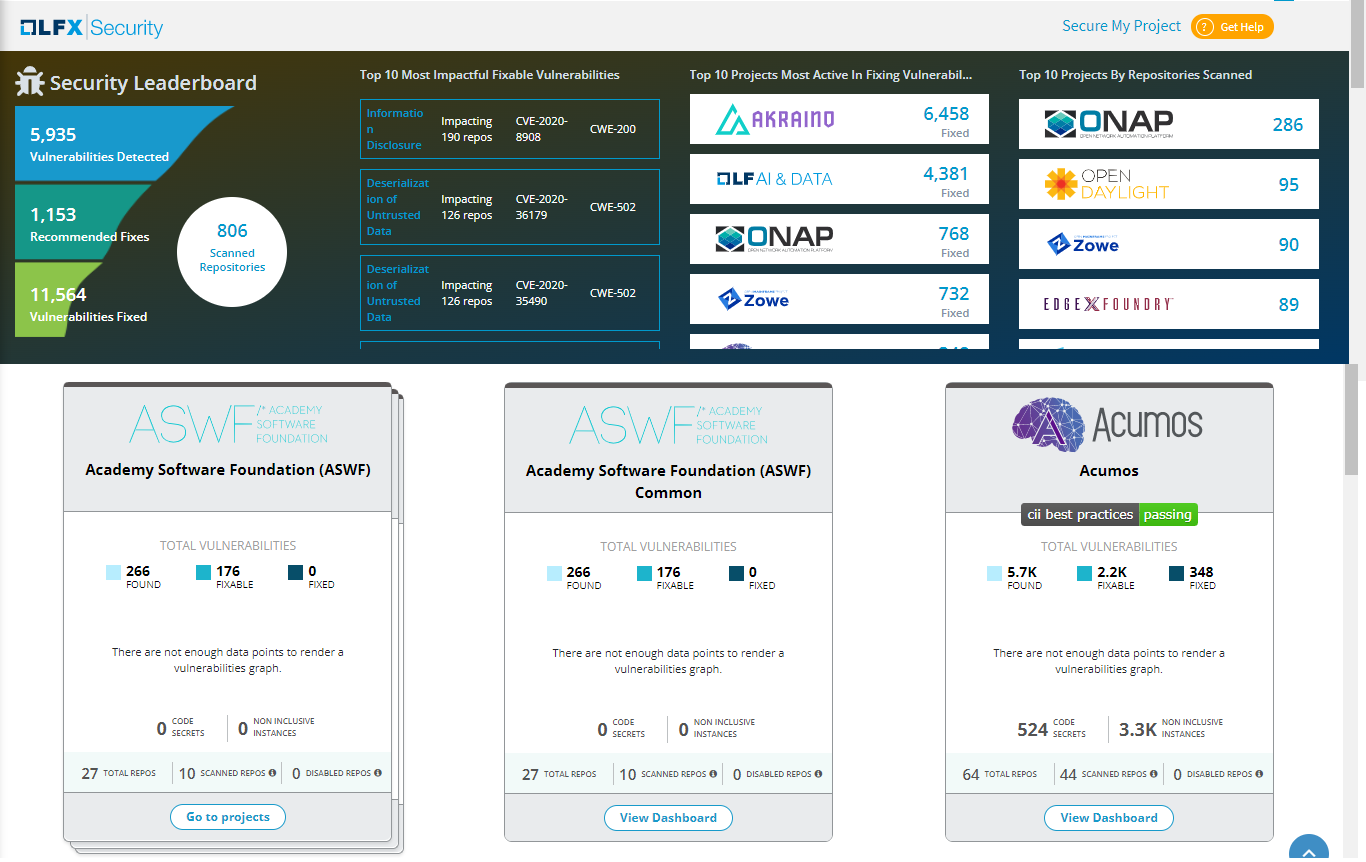 LFX Security
Secure My Project
? Get Help
Security Leaderboard
5,935
Vulnerabilities Detected
1,153
Recommended Fixes
11,564
Vulnerabilities Fixed
806
Scanned
Repositories
Top 10 Most Impactful Fixable Vulnerabilities
Informatio
n
Disclosure
Impacting
190 repos
CVE-2020-
8908
CWE-200
Deserializat
ion of
Untrusted
Data
Impacting
126 repos
CVE-2020-
36179
CWE-502
Deserializat
ion of
Untrusted
Data
Impacting
126 repos
CVE-2020-
35490
CWE-502
Top 10 Projects Most Active In Fixing Vulnerabil...
AKRAINO
6,458
Fixed
LF AI & DATA
4,381
Fixed
ONAP
OPEN NETWORK AUTOMATION PLATFORM
768
Fixed
Zowe
732
Fixed
Top 10 Projects By Repositories Scanned
ONAP
OPEN NETWORK AUTOMATION PLATFORM
286
OPEN
DAYLIGHT
95
Zowe
90
EDGE X FOUNDRY
89
ASWF
/* ACADEMY
SOFTWARE
FOUNDATION
Academy Software Foundation (ASWF)
TOTAL VULNERABILITIES
266
FOUND
176
FIXABLE
0
FIXED
There are not enough data points to render a
vulnerabilities graph.
0 CODE
SECRETS
0 NON INCLUSIVE
INSTANCES
27 TOTAL REPOS
10 SCANNED REPOS
0 DISABLED REPOS
Go to projects
ASWF
/* ACADEMY
SOFTWARE
FOUNDATION
Academy Software Foundation (ASWF)
Common
TOTAL VULNERABILITIES
266
FOUND
176
FIXABLE
0
FIXED
There are not enough data points to render a
vulnerabilities graph.
0 CODE
SECRETS
0 NON INCLUSIVE
INSTANCES
27 TOTAL REPOS
10 SCANNED REPOS
0 DISABLED REPOS
View Dashboard
Acumos
Acumos
cii best practices passing
TOTAL VULNERABILITIES
5.7K
FOUND
2.2K
FIXABLE
348
FIXED
There are not enough data points to render a
vulnerabilities graph.
524 CODE
SECRETS
3.3K NON INCLUSIVE
INSTANCES
64 TOTAL REPOS
44 SCANNED REPOS
0 DISABLED REPOS
View Dashboard